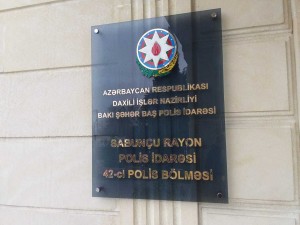 AZƏRBAYCAN RESPUBLİKASI
DAXİLİ İŞLƏR NAZİRLİYİ
BAKI ŞƏHƏR BAŞ POLİS İDARƏSİ
SABUNÇU RAYON
POLİS İDARƏSİ
42-ci POLİS BÖLMƏSİ